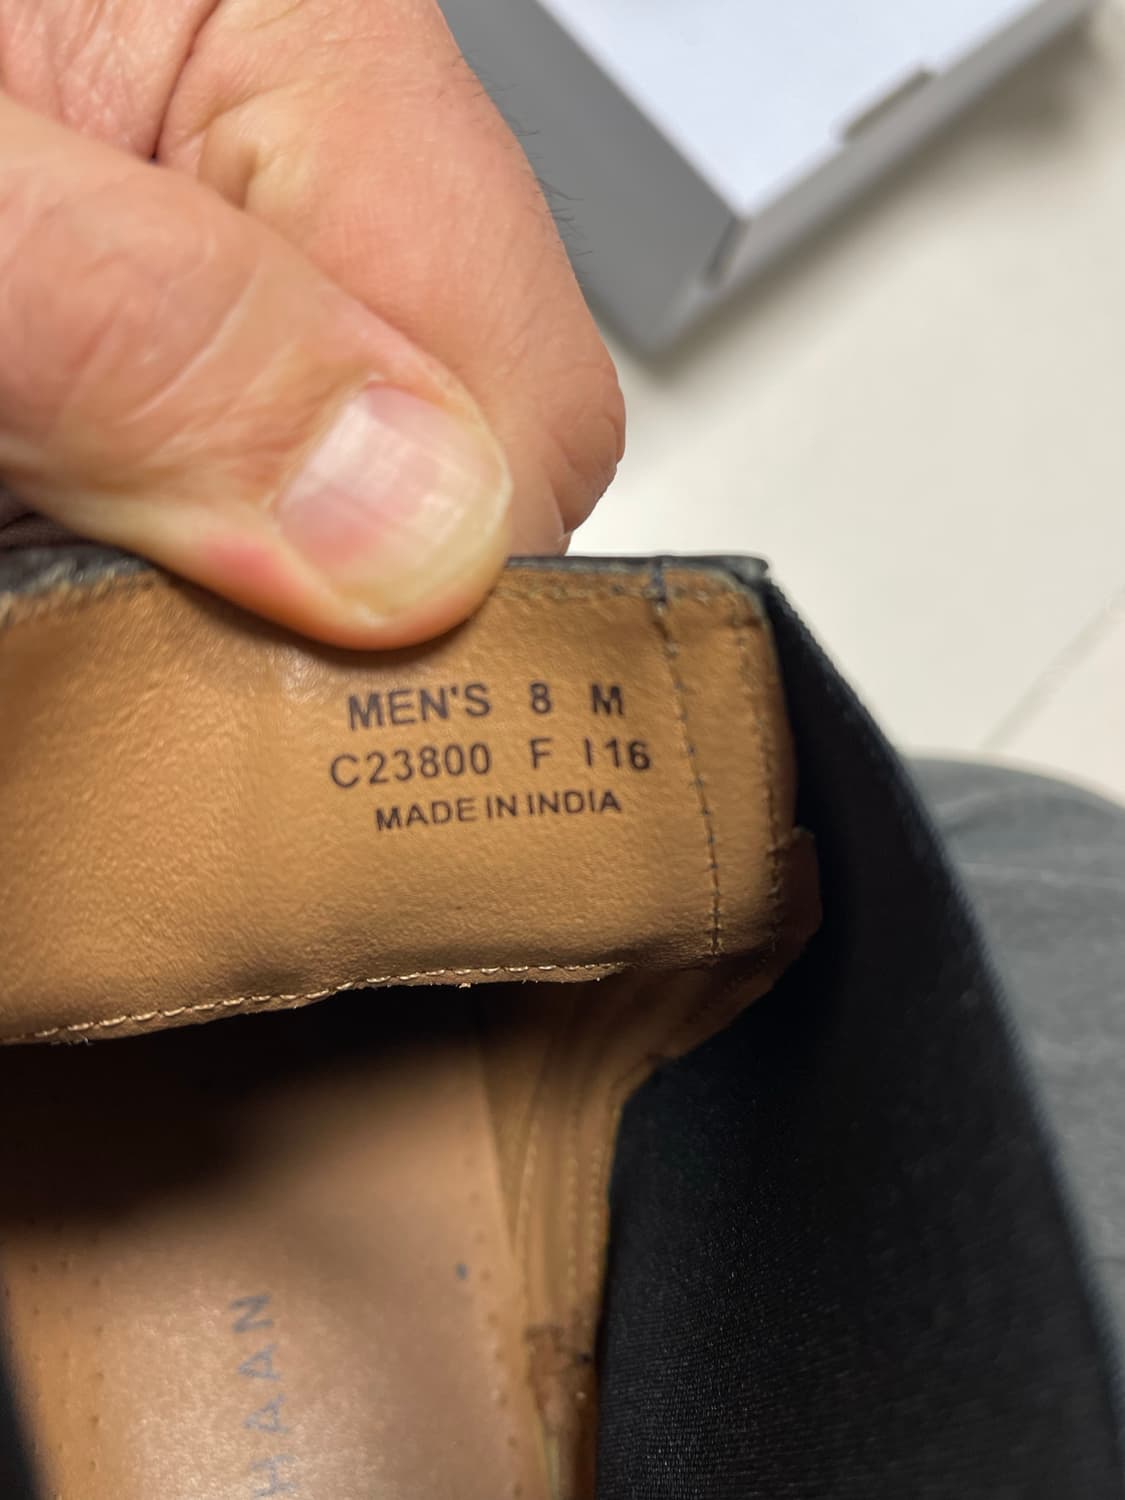 MEN'S 8 M
C23800 F I16
MADE IN INDIA
HAAN